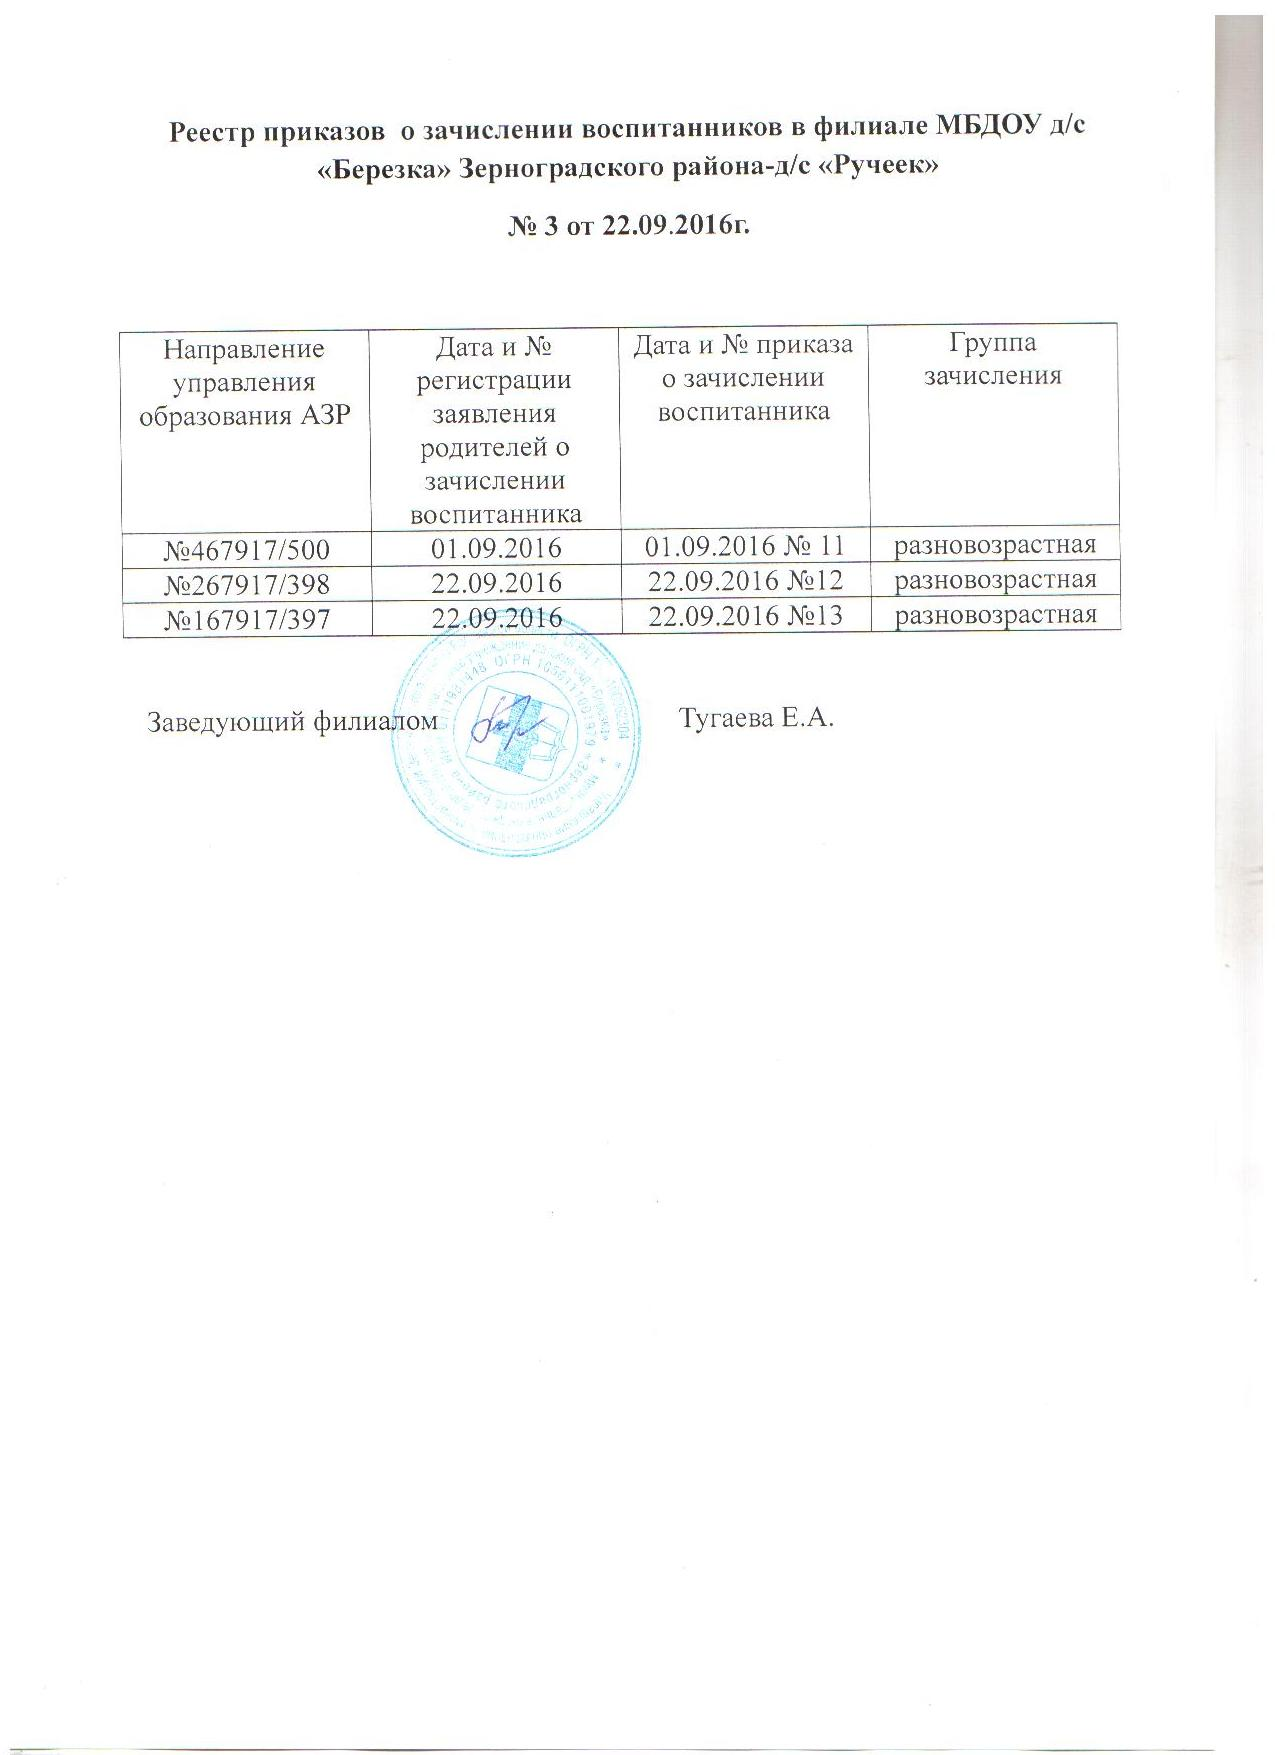 Реестр приказов о зачислении воспитанников в филиале МБДОУ д/с
«Березка» Зерноградского района-д/с «Ручеек»
№ 3 от 22.09.2016г.
Направление
управления
образования АЗР
Дата и №
регистрации
заявления
родителей о
зачислении
воспитанника
Дата и № приказа
о зачислении
воспитанника
Группа
зачисления
№467917/500 01.09.2016 01.09.2016 № 11 разновозрастная
№267917/398 22.09.2016 22.09.2016 №12 разновозрастная
№167917/397 22.09.2016 22.09.2016 №13 разновозрастная
Заведующий филиалом Тугаева Е.А.
ОГРН